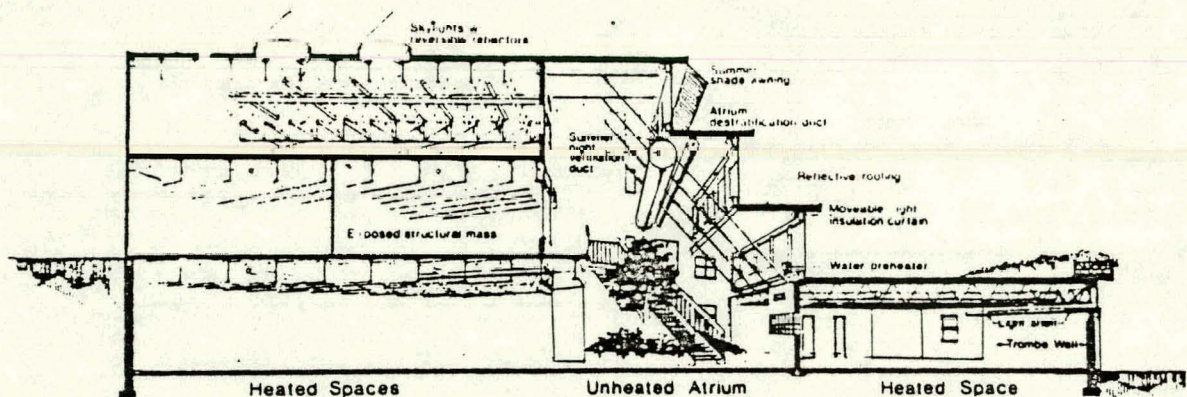 Skylights w
reversible reflectors
Summer
shade awning
Atrium
destratification duct
Summer
night
ventilation
duct
Reflective roofing
Moveable light
insulation curtain
Exposed structural mass
Water preheater
Light Shelf
Trombe Wall
Heated Spaces
Unheated Atrium
Heated Space